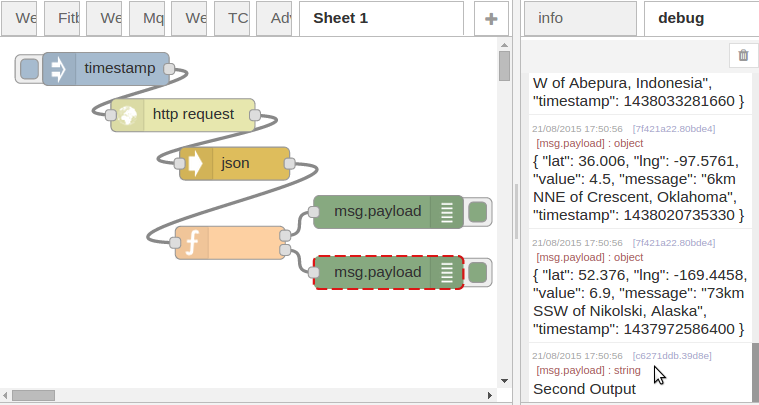 We
Fitb
We
Mq
We
TC
Adv
Sheet 1
+
info
debug
timestamp
http request
json
f
msg.payload
msg.payload
W of Abepura, Indonesia",
"timestamp": 1438033281660 }
21/08/2015 17:50:56 [7f421a22.80bde4]
[msg.payload] : object
{ "lat": 36.006, "lng": -97.5761,
"value": 4.5, "message": "6km
NNE of Crescent, Oklahoma",
"timestamp": 1438020735330 }
21/08/2015 17:50:56 [7f421a22.80bde4]
[msg.payload] : object
{ "lat": 52.376, "lng": -169.4458,
"value": 6.9, "message": "73km
SSW of Nikolski, Alaska",
"timestamp": 1437972586400 }
21/08/2015 17:50:56 [c6271ddb.39d8e]
[msg.payload] : string
Second Output